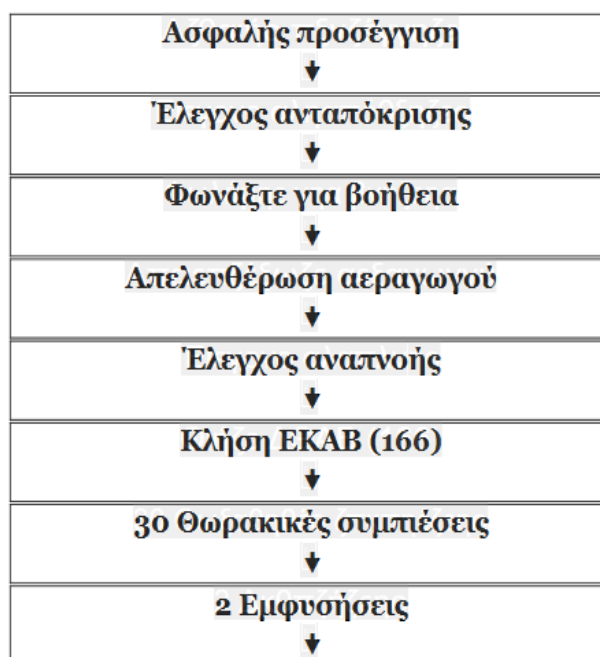 Ασφαλής προσέγγιση
Έλεγχος ανταπόκρισης
Φωνάξτε για βοήθεια
Απελευθέρωση αεραγωγού
Έλεγχος αναπνοής
Κλήση ΕΚΑΒ (166)
30 Θωρακικές συμπιέσεις
2 Εμφυσήσεις